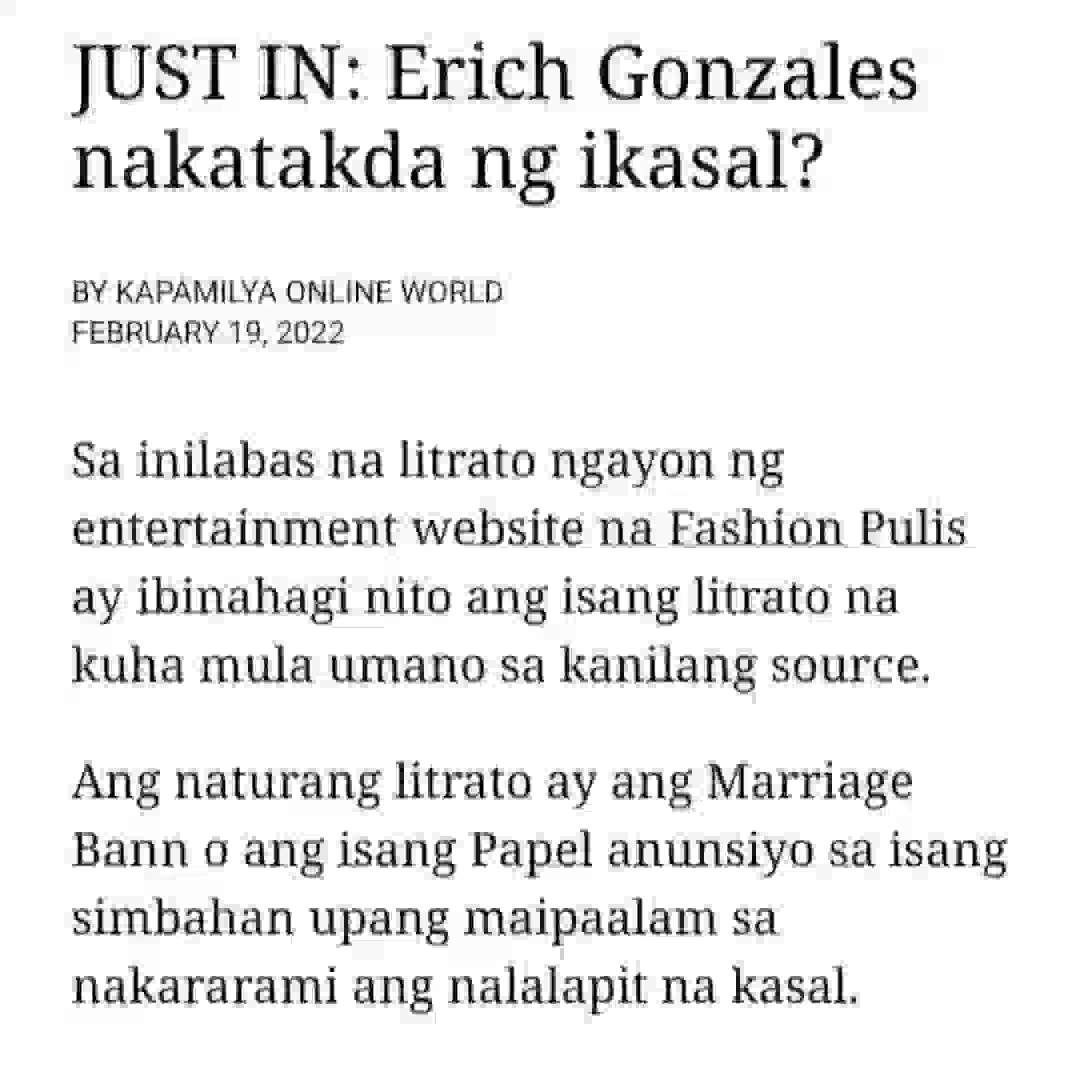 JUST IN: Erich Gonzales
nakatakda ng ikasal?
BY KAPAMILYA ONLINE WORLD
FEBRUARY 19, 2022
Sa inilabas na litrato ngayon ng
entertainment website na Fashion Pulis
ay ibinahagi nito ang isang litrato na
kuha mula umano sa kanilang source.
Ang naturang litrato ay ang Marriage
Bann o ang isang Papel anunsiyo sa isang
simbahan upang maipaalam sa
nakararami ang nalalapit na kasal.